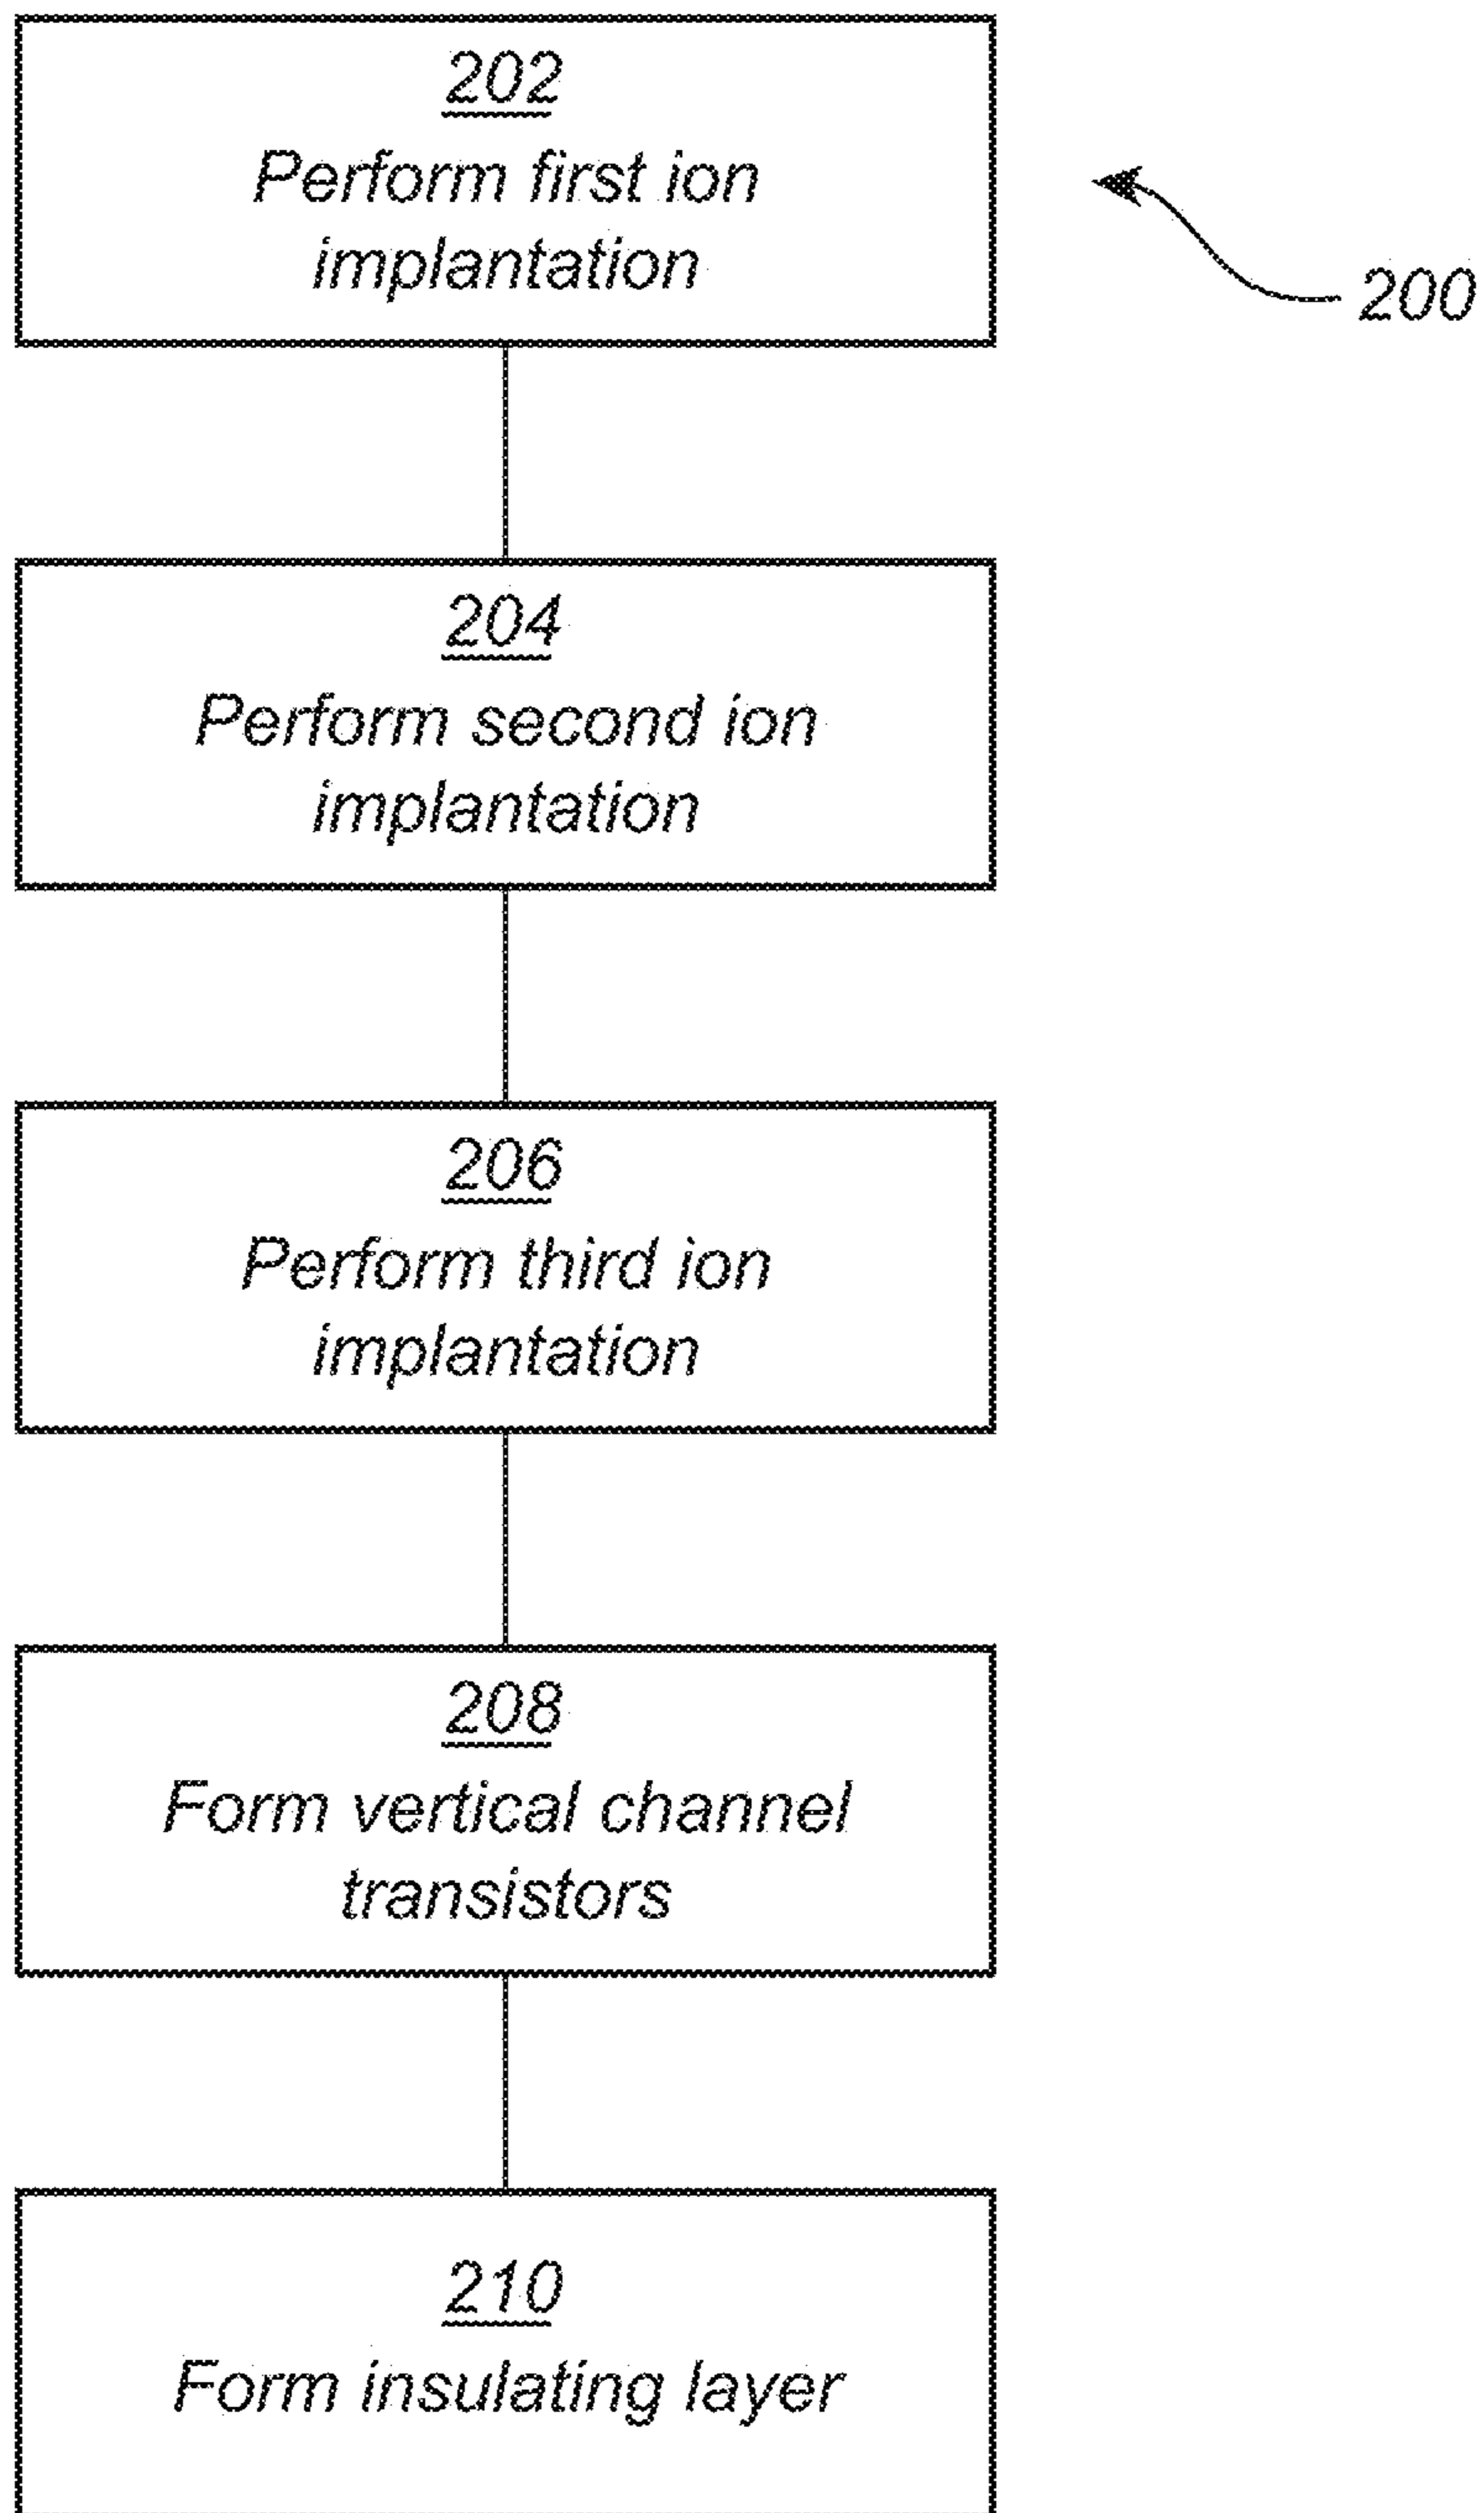 202
Perform first ion
implantation
200
204
Perform second ion
implantation
206
Perform third ion
implantation
208
Form vertical channel
transistors
210
Form insulating layer